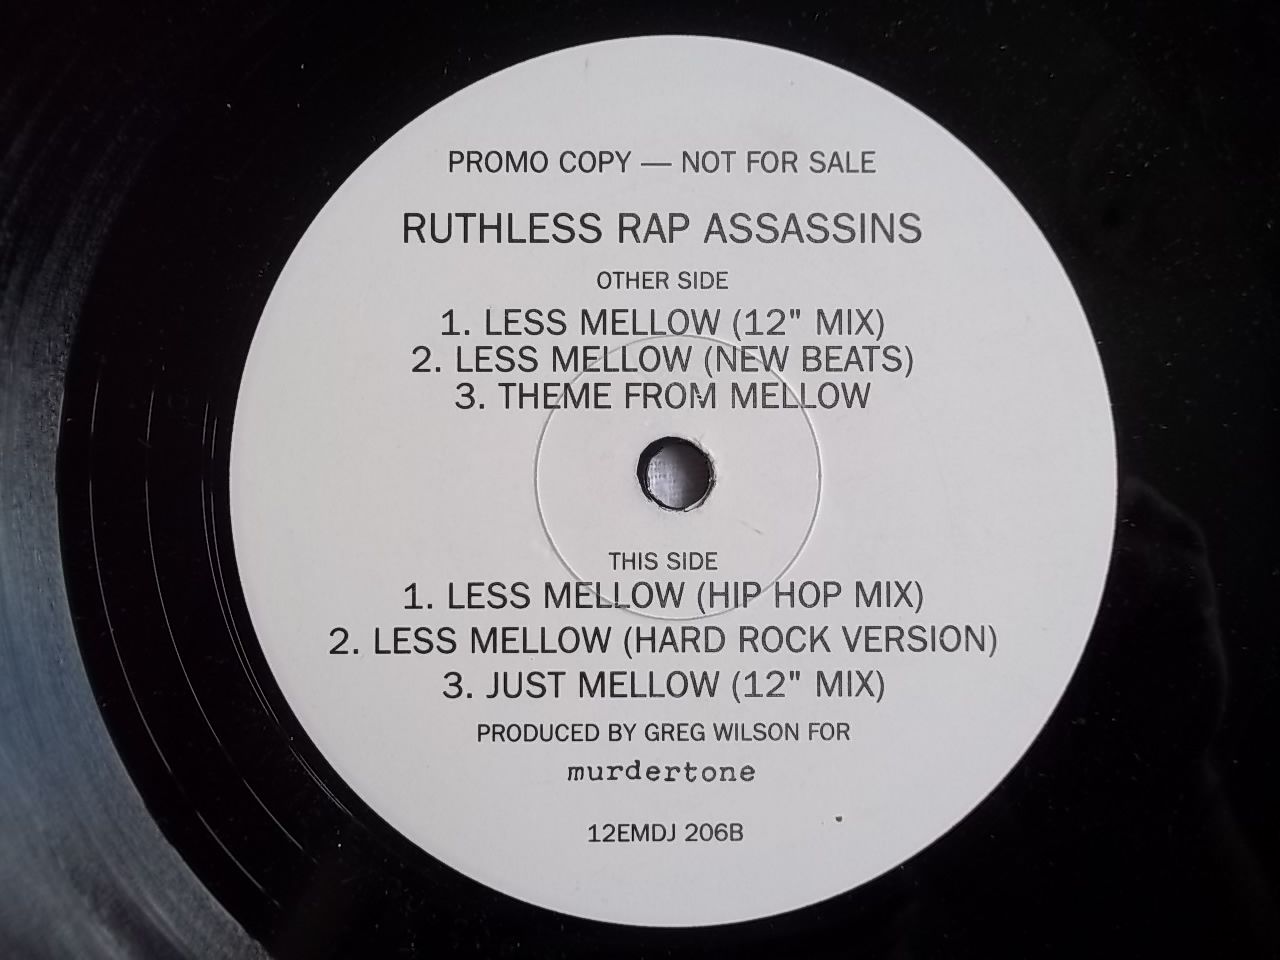 PROMO COPY — NOT FOR SALE
RUTHLESS RAP ASSASSINS
OTHER SIDE
1. LESS MELLOW (12" MIX)
2. LESS MELLOW (NEW BEATS)
3. THEME FROM MELLOW
THIS SIDE
1. LESS MELLOW (HIP HOP MIX)
2. LESS MELLOW (HARD ROCK VERSION)
3. JUST MELLOW (12" MIX)
PRODUCED BY GREG WILSON FOR
murdertone
12EMDJ 206B